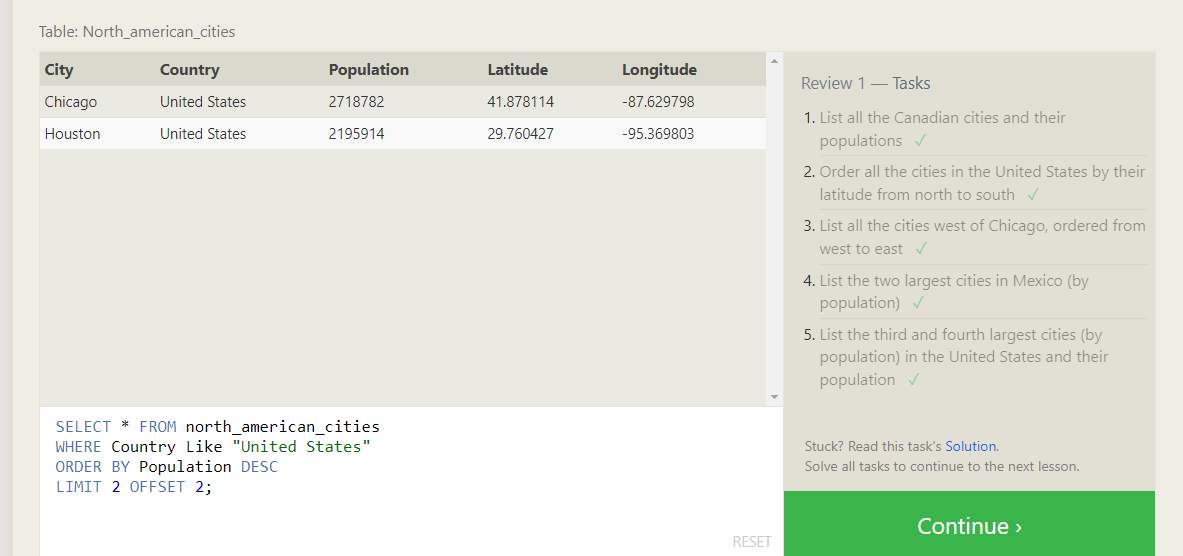 Table: North_american_cities
City Country Population Latitude Longitude
Chicago United States 2718782 41.878114 -87.629798
Houston United States 2195914 29.760427 -95.369803
SELECT * FROM north_american_cities
WHERE Country Like "United States"
ORDER BY Population DESC
LIMIT 2 OFFSET 2;
RESET
Review 1 — Tasks
1. List all the Canadian cities and their
populations ✓
2. Order all the cities in the United States by their
latitude from north to south ✓
3. List all the cities west of Chicago, ordered from
west to east ✓
4. List the two largest cities in Mexico (by
population) ✓
5. List the third and fourth largest cities (by
population) in the United States and their
population ✓
Stuck? Read this task's Solution.
Solve all tasks to continue to the next lesson.
Continue ›